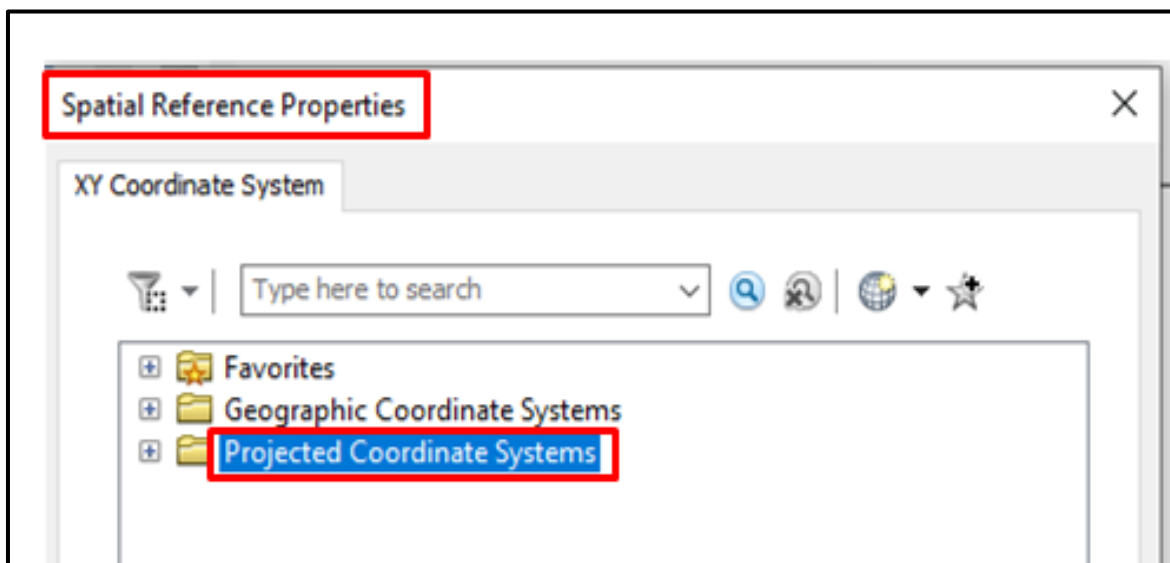 Spatial Reference Properties
XY Coordinate System
Type here to search
Favorites
Geographic Coordinate Systems
Projected Coordinate Systems